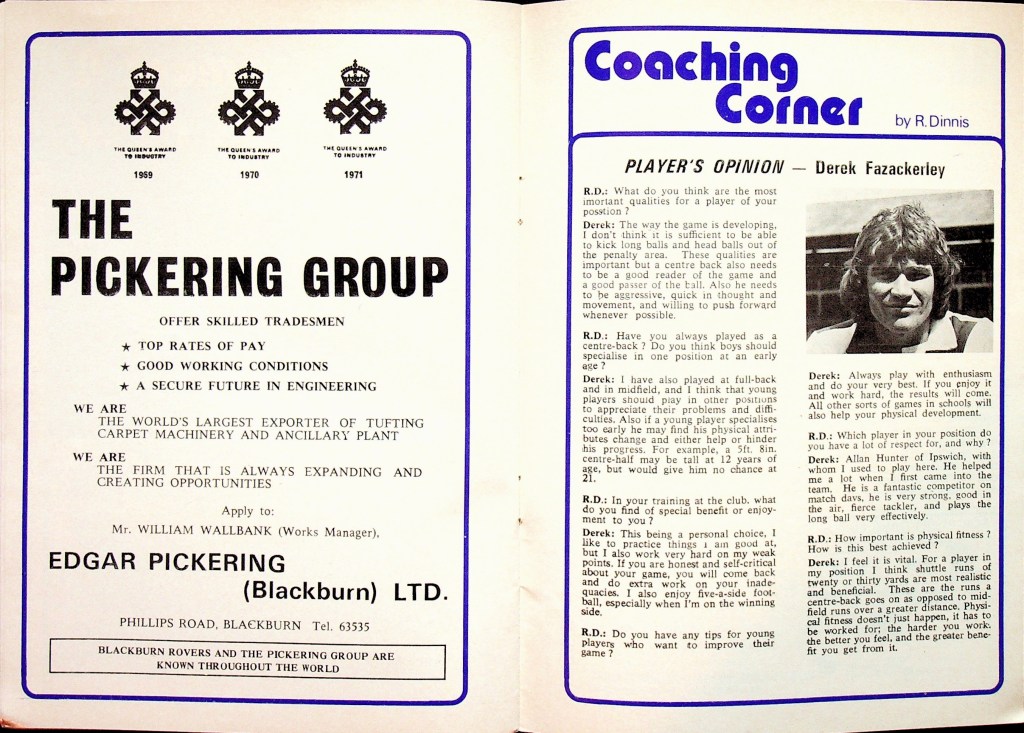 THE QUEEN'S AWARD
TO INDUSTRY
1969
THE QUEEN'S AWARD
TO INDUSTRY
1970
THE QUEEN'S AWARD
TO INDUSTRY
1971
THE
PICKERING GROUP
OFFER SKILLED TRADESMEN
★ TOP RATES OF PAY
★ GOOD WORKING CONDITIONS
★ A SECURE FUTURE IN ENGINEERING
WE ARE
THE WORLD'S LARGEST EXPORTER OF TUFTING
CARPET MACHINERY AND ANCILLARY PLANT
WE ARE
THE FIRM THAT IS ALWAYS EXPANDING AND
CREATING OPPORTUNITIES
Apply to:
Mr. WILLIAM WALLBANK (Works Manager),
EDGAR PICKERING
(Blackburn) LTD.
PHILLIPS ROAD, BLACKBURN Tel. 63535
BLACKBURN ROVERS AND THE PICKERING GROUP ARE
KNOWN THROUGHOUT THE WORLD
Coaching
Corner
by R. Dinnis
PLAYER'S OPINION — Derek Fazackerley
R.D.: What do you think are the most
imortant qualities for a player of your
posstion ?
Derek: The way the game is developing,
I don't think it is sufficient to be able
to kick long balls and head balls out of
the penalty area. These qualities are
important but a centre back also needs
to be a good reader of the game and
a good passer of the ball. Also he needs
to be aggressive, quick in thought and
movement, and willing to push forward
whenever possible.
R.D.: Have you always played as a
centre-back ? Do you think boys should
specialise in one position at an early
age ?
Derek: I have also played at full-back
and in midfield, and I think that young
players should play in other positions
to appreciate their problems and diffi-
culties. Also if a young player specialises
too early he may find his physical attri-
butes change and either help or hinder
his progress. For example, a 5ft. 8in.
centre-half may be tall at 12 years of
age, but would give him no chance at
21.
R.D.: In your training at the club, what
do you find of special benefit or enjoy-
ment to you ?
Derek: This being a personal choice, I
like to practice things I am good at,
but I also work very hard on my weak
points. If you are honest and self-critical
about your game, you will come back
and do extra work on your inade-
quacies. I also enjoy five-a-side foot-
ball, especially when I'm on the winning
side.
R.D.: Do you have any tips for young
players who want to improve their
game ?
Derek: Always play with enthusiasm
and do your very best. If you enjoy it
and work hard, the results will come.
All other sorts of games in schools will
also help your physical development.
R.D.: Which player in your position do
you have a lot of respect for, and why ?
Derek: Allan Hunter of Ipswich, with
whom I used to play here. He helped
me a lot when I first came into the
team. He is a fantastic competitor on
match days, he is very strong, good in
the air, fierce tackler, and plays the
long ball very effectively.
R.D.: How important is physical fitness ?
How is this best achieved ?
Derek: I feel it is vital. For a player in
my position I think shuttle runs of
twenty or thirty yards are most realistic
and beneficial. These are the runs a
centre-back goes on as opposed to mid-
field runs over a greater distance. Physi-
cal fitness doesn't just happen, it has to
be worked for; the harder you work,
the better you feel, and the greater bene-
fit you get from it.